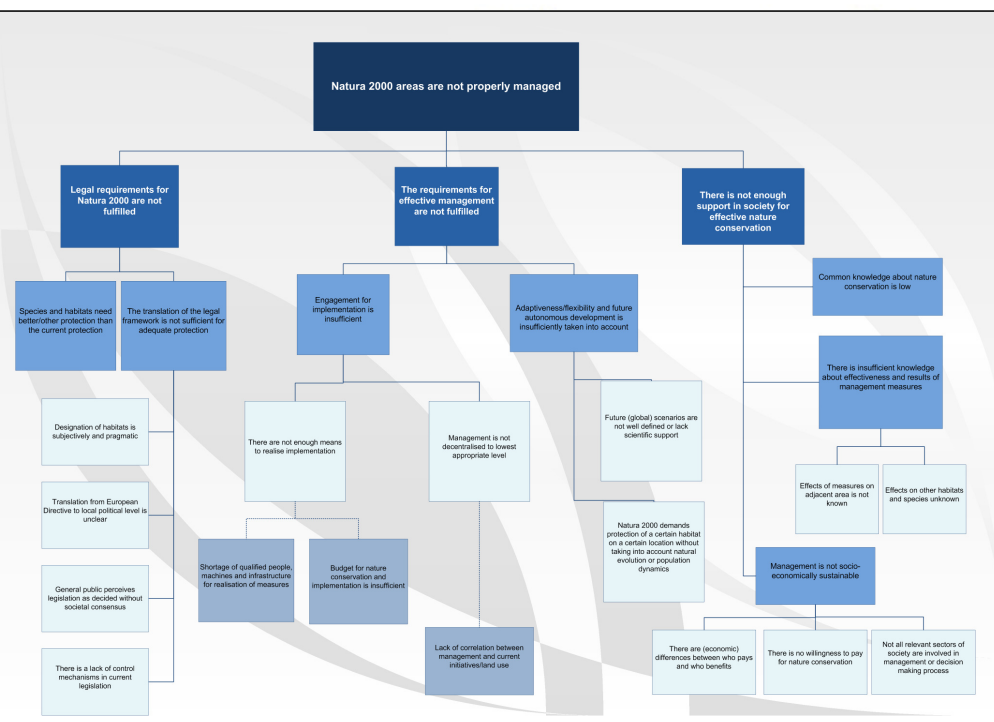 Natura 2000 areas are not properly managed
Legal requirements for
Natura 2000 are not
fulfilled
The requirements for
effective management
are not fulfilled
There is not enough
support in society for
effective nature
conservation
Species and habitats need
better/other protection than
the current protection
The translation of the legal
framework is not sufficient for
adequate protection
Engagement for
implementation is
insufficient
Adaptiveness/flexibility and future
autonomous development is
insufficiently taken into account
Common knowledge about nature
conservation is low
There is insufficient knowledge
about effectiveness and results of
management measures
Designation of habitats is
subjectively and pragmatic
There are not enough means
to realise implementation
Management is not
decentralised to lowest
appropriate level
Future (global) scenarios are
not well defined or lack
scientific support
Effects of measures on
adjacent area is not
known
Effects on other habitats
and species unknown
Translation from European
Directive to local political level is
unclear
Natura 2000 demands
protection of a certain habitat
on a certain location without
taking into account natural
evolution or population
dynamics
Shortage of qualified people,
machines and infrastructure
for realisation of measures
Budget for nature
conservation and
implementation is insufficient
Management is not socio-
economically sustainable
General public perceives
legislation as decided without
societal consensus
Lack of correlation between
management and current
initiatives/land use
There are (economic)
differences between who pays
and who benefits
There is no willingness to pay
for nature conservation
Not all relevant sectors of
society are involved in
management or decision
making process
There is a lack of control
mechanisms in current
legislation